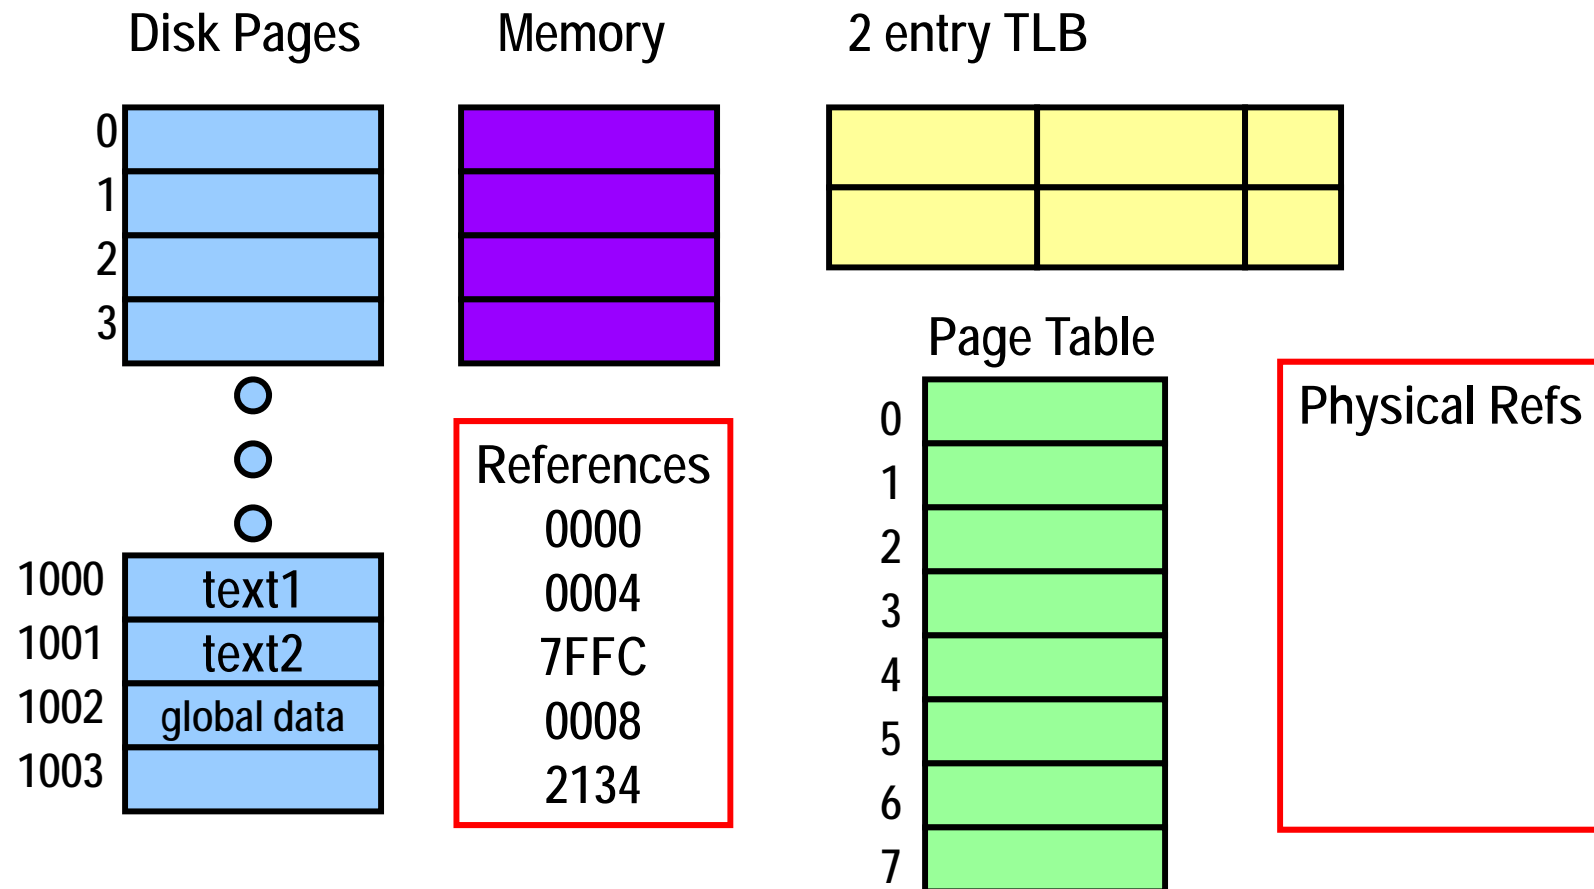 Disk Pages
Memory
2 entry TLB
0
1
2
3
1000 text1
1001 text2
1002 global data
1003
References
0000
0004
7FFC
0008
2134
Page Table
0
1
2
3
4
5
6
7
Physical Refs